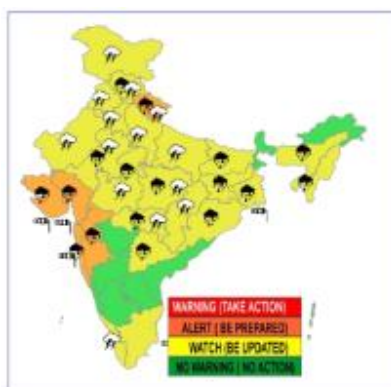 WARNING (TAKE ACTION)
ALERT ( BE PREPARED)
WATCH (BE UPDATED)
NO WARNING ( NO ACTION)